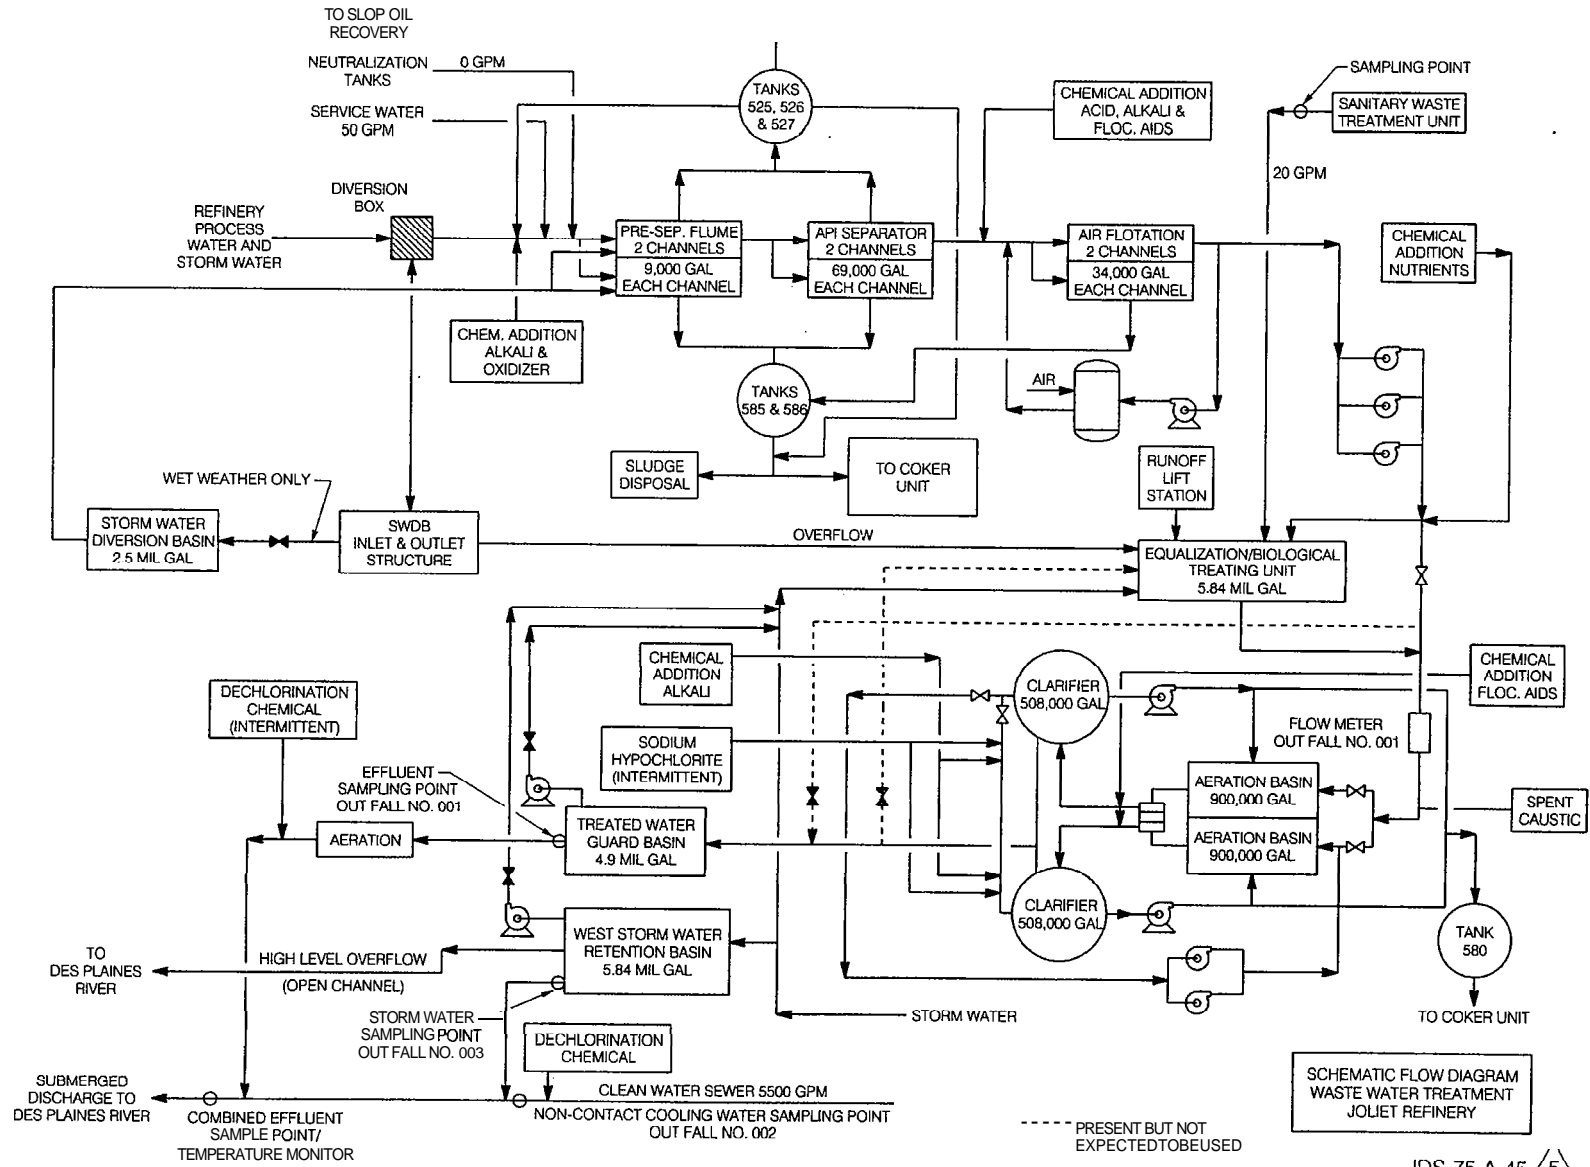 TO SLOP OIL
RECOVERY
NEUTRALIZATION
TANKS
0 GPM
SERVICE WATER
50 GPM
TANKS
525, 526
& 527
CHEMICAL ADDITION
ACID, ALKALI &
FLOC. AIDS
SAMPLING POINT
SANITARY WASTE
TREATMENT UNIT
20 GPM
DIVERSION
BOX
REFINERY
PROCESS
WATER AND
STORM WATER
PRE-SEP. FLUME
2 CHANNELS
9,000 GAL
EACH CHANNEL
API SEPARATOR
2 CHANNELS
69,000 GAL
EACH CHANNEL
AIR FLOTATION
2 CHANNELS
34,000 GAL
EACH CHANNEL
CHEMICAL
ADDITION
NUTRIENTS
CHEM. ADDITION
ALKALI &
OXIDIZER
TANKS
585 & 586
AIR
SLUDGE
DISPOSAL
TO COKER
UNIT
RUNOFF
LIFT
STATION
WET WEATHER ONLY
STORM WATER
DIVERSION BASIN
2.5 MIL GAL
SWDB
INLET & OUTLET
STRUCTURE
OVERFLOW
EQUALIZATION/BIOLOGICAL
TREATING UNIT
5.84 MIL GAL
CHEMICAL
ADDITION
ALKALI
CLARIFIER
508,000 GAL
CHEMICAL
ADDITION
FLOC. AIDS
DECHLORINATION
CHEMICAL
(INTERMITTENT)
SODIUM
HYPOCHLORITE
(INTERMITTENT)
FLOW METER
OUT FALL NO. 001
EFFLUENT
SAMPLING POINT
OUT FALL NO. 001
AERATION BASIN
900,000 GAL
AERATION BASIN
900,000 GAL
SPENT
CAUSTIC
AERATION
TREATED WATER
GUARD BASIN
4.9 MIL GAL
CLARIFIER
508,000 GAL
TANK
580
TO COKER UNIT
WEST STORM WATER
RETENTION BASIN
5.84 MIL GAL
TO
DES PLAINES
RIVER
HIGH LEVEL OVERFLOW
(OPEN CHANNEL)
STORM WATER
SAMPLING POINT
OUT FALL NO. 003
STORM WATER
DECHLORINATION
CHEMICAL
SUBMERGED
DISCHARGE TO
DES PLAINES RIVER
COMBINED EFFLUENT
SAMPLE POINT/
TEMPERATURE MONITOR
CLEAN WATER SEWER 5500 GPM
NON-CONTACT COOLING WATER SAMPLING POINT
OUT FALL NO. 002
PRESENT BUT NOT
EXPECTEDTOBEUSED
SCHEMATIC FLOW DIAGRAM
WASTE WATER TREATMENT
JOLIET REFINERY